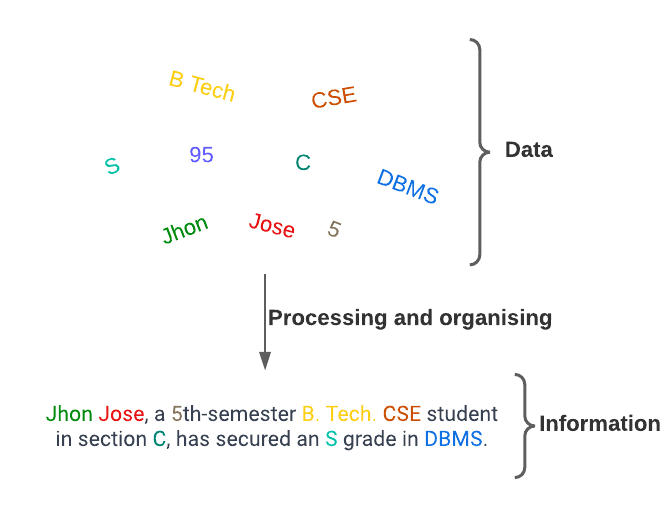 B Tech
CSE
S
95
C
DBMS
Data
Jhon
Jose
5
Processing and organising
Jhon Jose, a 5th-semester B. Tech. CSE student
in section C, has secured an S grade in DBMS.
Information